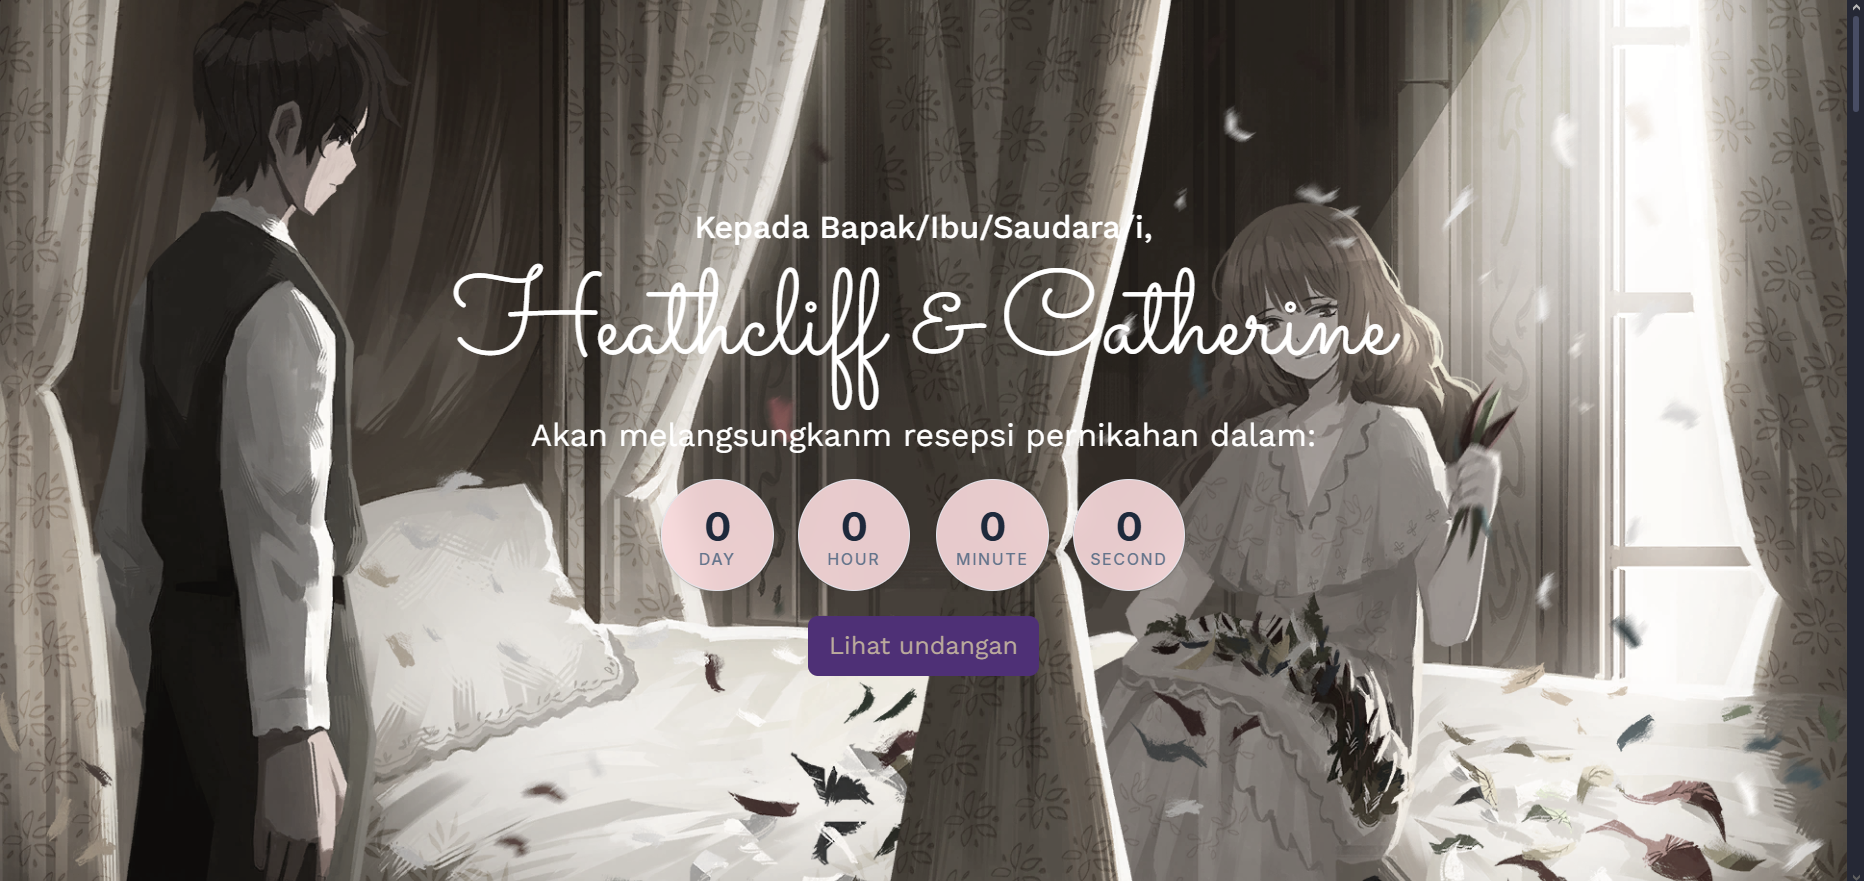 Kepada Bapak/Ibu/Saudara/i,
Heathcliff & Catherine
Akan melangsungkanm resepsi pernikahan dalam:
0 0 0 0
DAY HOUR MINUTE SECOND
Lihat undangan